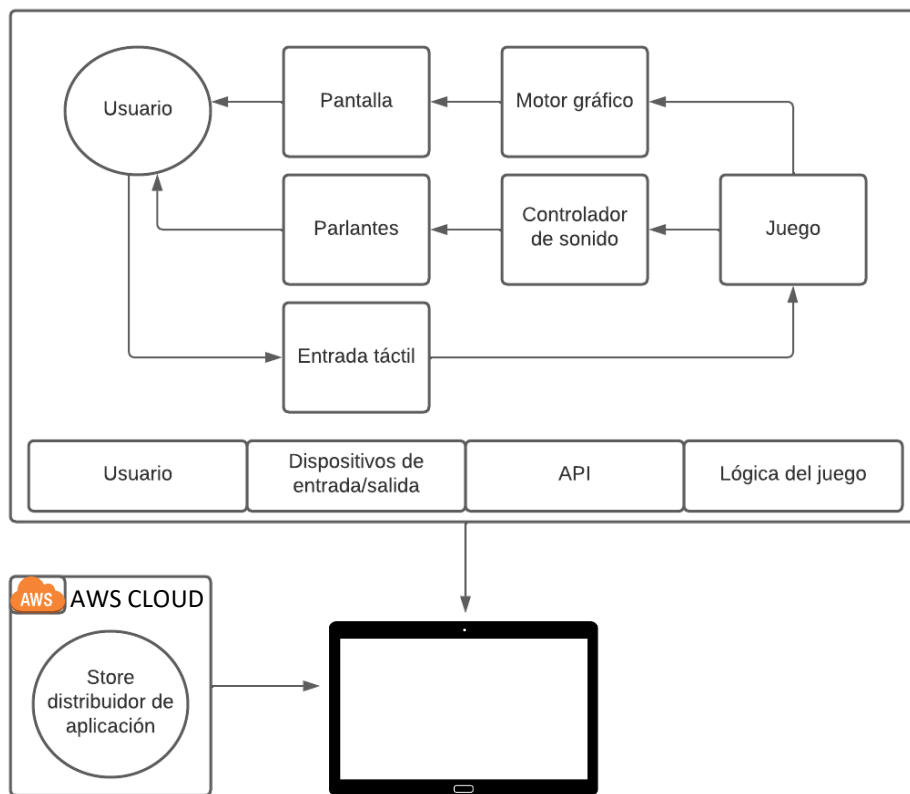 Usuario
Pantalla
Motor gráfico
Parlantes
Controlador
de sonido
Juego
Entrada táctil
Usuario
Dispositivos de
entrada/salida
API
Lógica del juego
AWS
AWS CLOUD
Store
distribuidor de
aplicación